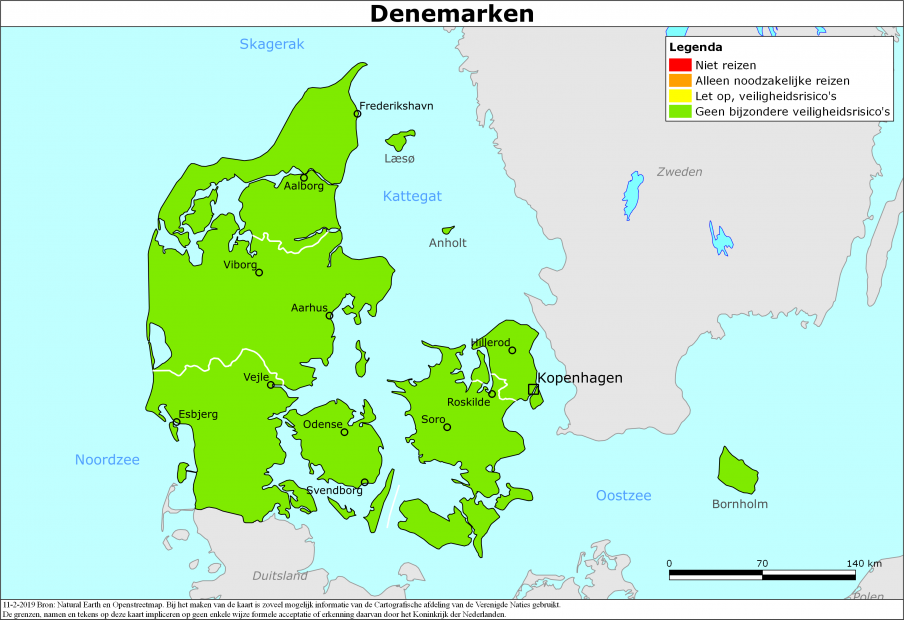 Denemarken
Skagerak
Legenda
Niet reizen
Alleen noodzakelijke reizen
Let op, veiligheidsrisico's
Geen bijzondere veiligheidsrisico's
Frederikshavn
Læsø
Zweden
Aalborg
Kattegat
Anholt
Viborg
Aarhus
Hillerod
Vejle
Kopenhagen
Roskilde
Esbjerg
Soro
Odense
Noordzee
Svendborg
Oostzee
Bornholm
Duitsland
0 70 140 km
Polen
11-2-2019 Bron: Natural Earth en Openstreetmap. Bij het maken van de kaart is zoveel mogelijk informatie van de Cartografische afdeling van de Verenigde Naties gebruikt.
De grenzen, namen en tekens op deze kaart impliceren op geen enkele wijze formele acceptatie of erkenning daarvan door het Koninkrijk der Nederlanden.